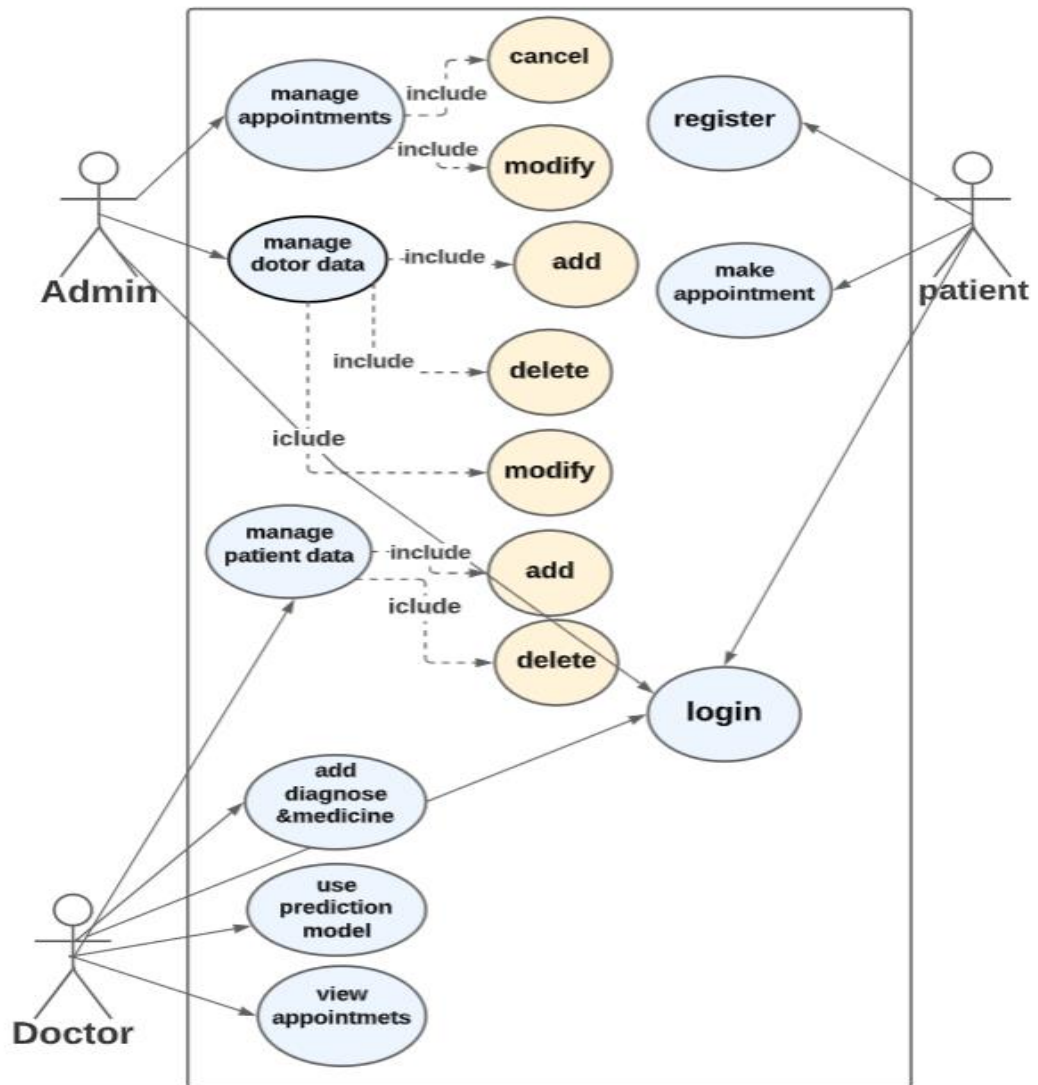 cancel
manage
appointments
include
include
modify
register
Admin
manage
dotor data
include
add
make
appointment
patient
include
delete
iclude
modify
manage
patient data
include
add
iclude
delete
login
add
diagnose
&medicine
use
prediction
model
view
appointmets
Doctor